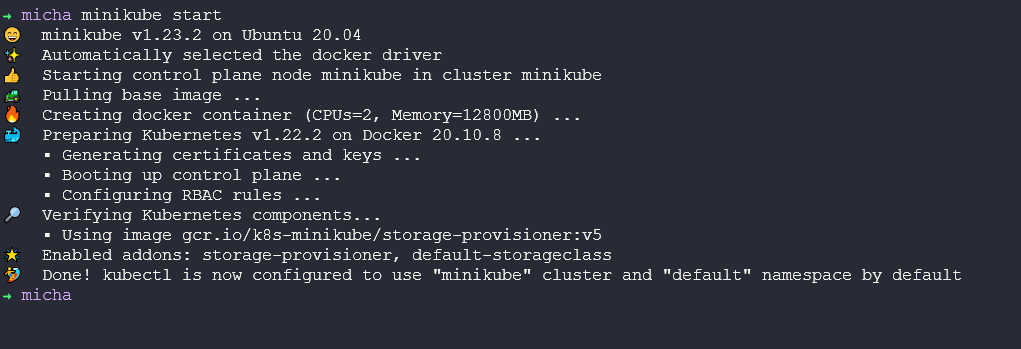 → micha minikube start
😄 minikube v1.23.2 on Ubuntu 20.04
✨ Automatically selected the docker driver
👍 Starting control plane node minikube in cluster minikube
🚜 Pulling base image ...
🔥 Creating docker container (CPUs=2, Memory=12800MB) ...
🐳 Preparing Kubernetes v1.22.2 on Docker 20.10.8 ...
▪ Generating certificates and keys ...
▪ Booting up control plane ...
▪ Configuring RBAC rules ...
🔎 Verifying Kubernetes components...
▪ Using image gcr.io/k8s-minikube/storage-provisioner:v5
🌟 Enabled addons: storage-provisioner, default-storageclass
🏄 Done! kubectl is now configured to use "minikube" cluster and "default" namespace by default
→ micha